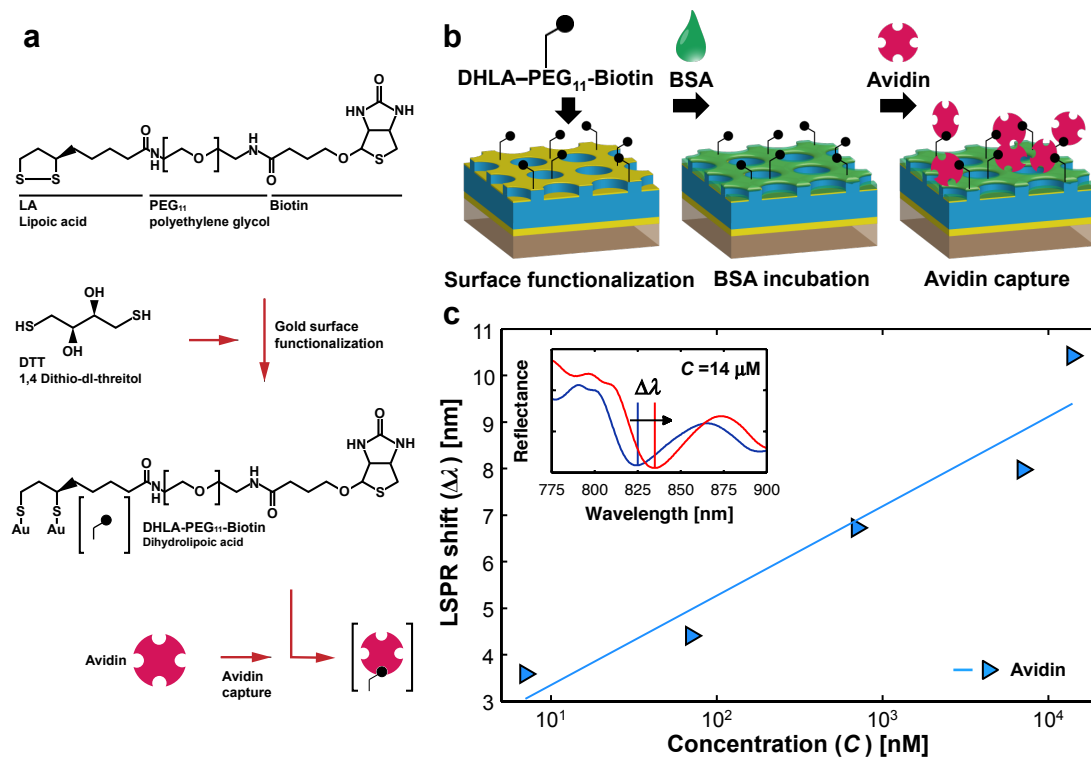 a
O
HN
NH
O
N
H
O
H
N
O
O
S
S
S
LA
Lipoic acid
PEG₁₁
polyethylene glycol
Biotin
OH
HS
SH
OH
DTT
1,4 Dithio-dl-threitol
Gold surface
functionalization
O
HN
NH
O
N
H
O
H
N
O
O
S
S
S
Au
Au
DHLA-PEG₁₁-Biotin
Dihydrolipoic acid
Avidin
Avidin
capture
b
DHLA–PEG₁₁-Biotin
BSA
Avidin
Surface functionalization
BSA incubation
Avidin capture
c
LSPR shift (Δλ) [nm]
11
10
9
8
7
6
5
4
3
10¹
10²
10³
10⁴
Concentration (C) [nM]
Reflectance
C =14 μM
Δλ
775
800
825
850
875
900
Wavelength [nm]
Avidin